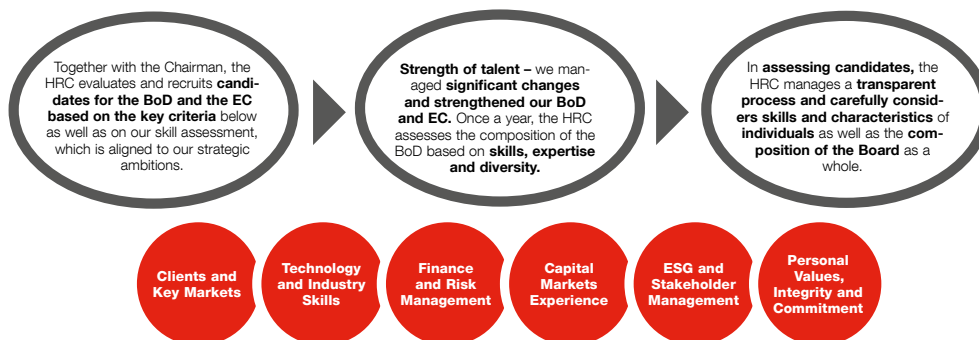 Together with the Chairman, the
HRC evaluates and recruits candi-
dates for the BoD and the EC
based on the key criteria below
as well as on our skill assessment,
which is aligned to our strategic
ambitions.
Strength of talent – we man-
aged significant changes
and strengthened our BoD
and EC. Once a year, the HRC
assesses the composition of the
BoD based on skills, expertise
and diversity.
In assessing candidates, the
HRC manages a transparent
process and carefully consid-
ers skills and characteristics of
individuals as well as the com-
position of the Board as a
whole.
Clients and
Key Markets
Technology
and Industry
Skills
Finance
and Risk
Management
Capital
Markets
Experience
ESG and
Stakeholder
Management
Personal
Values,
Integrity and
Commitment